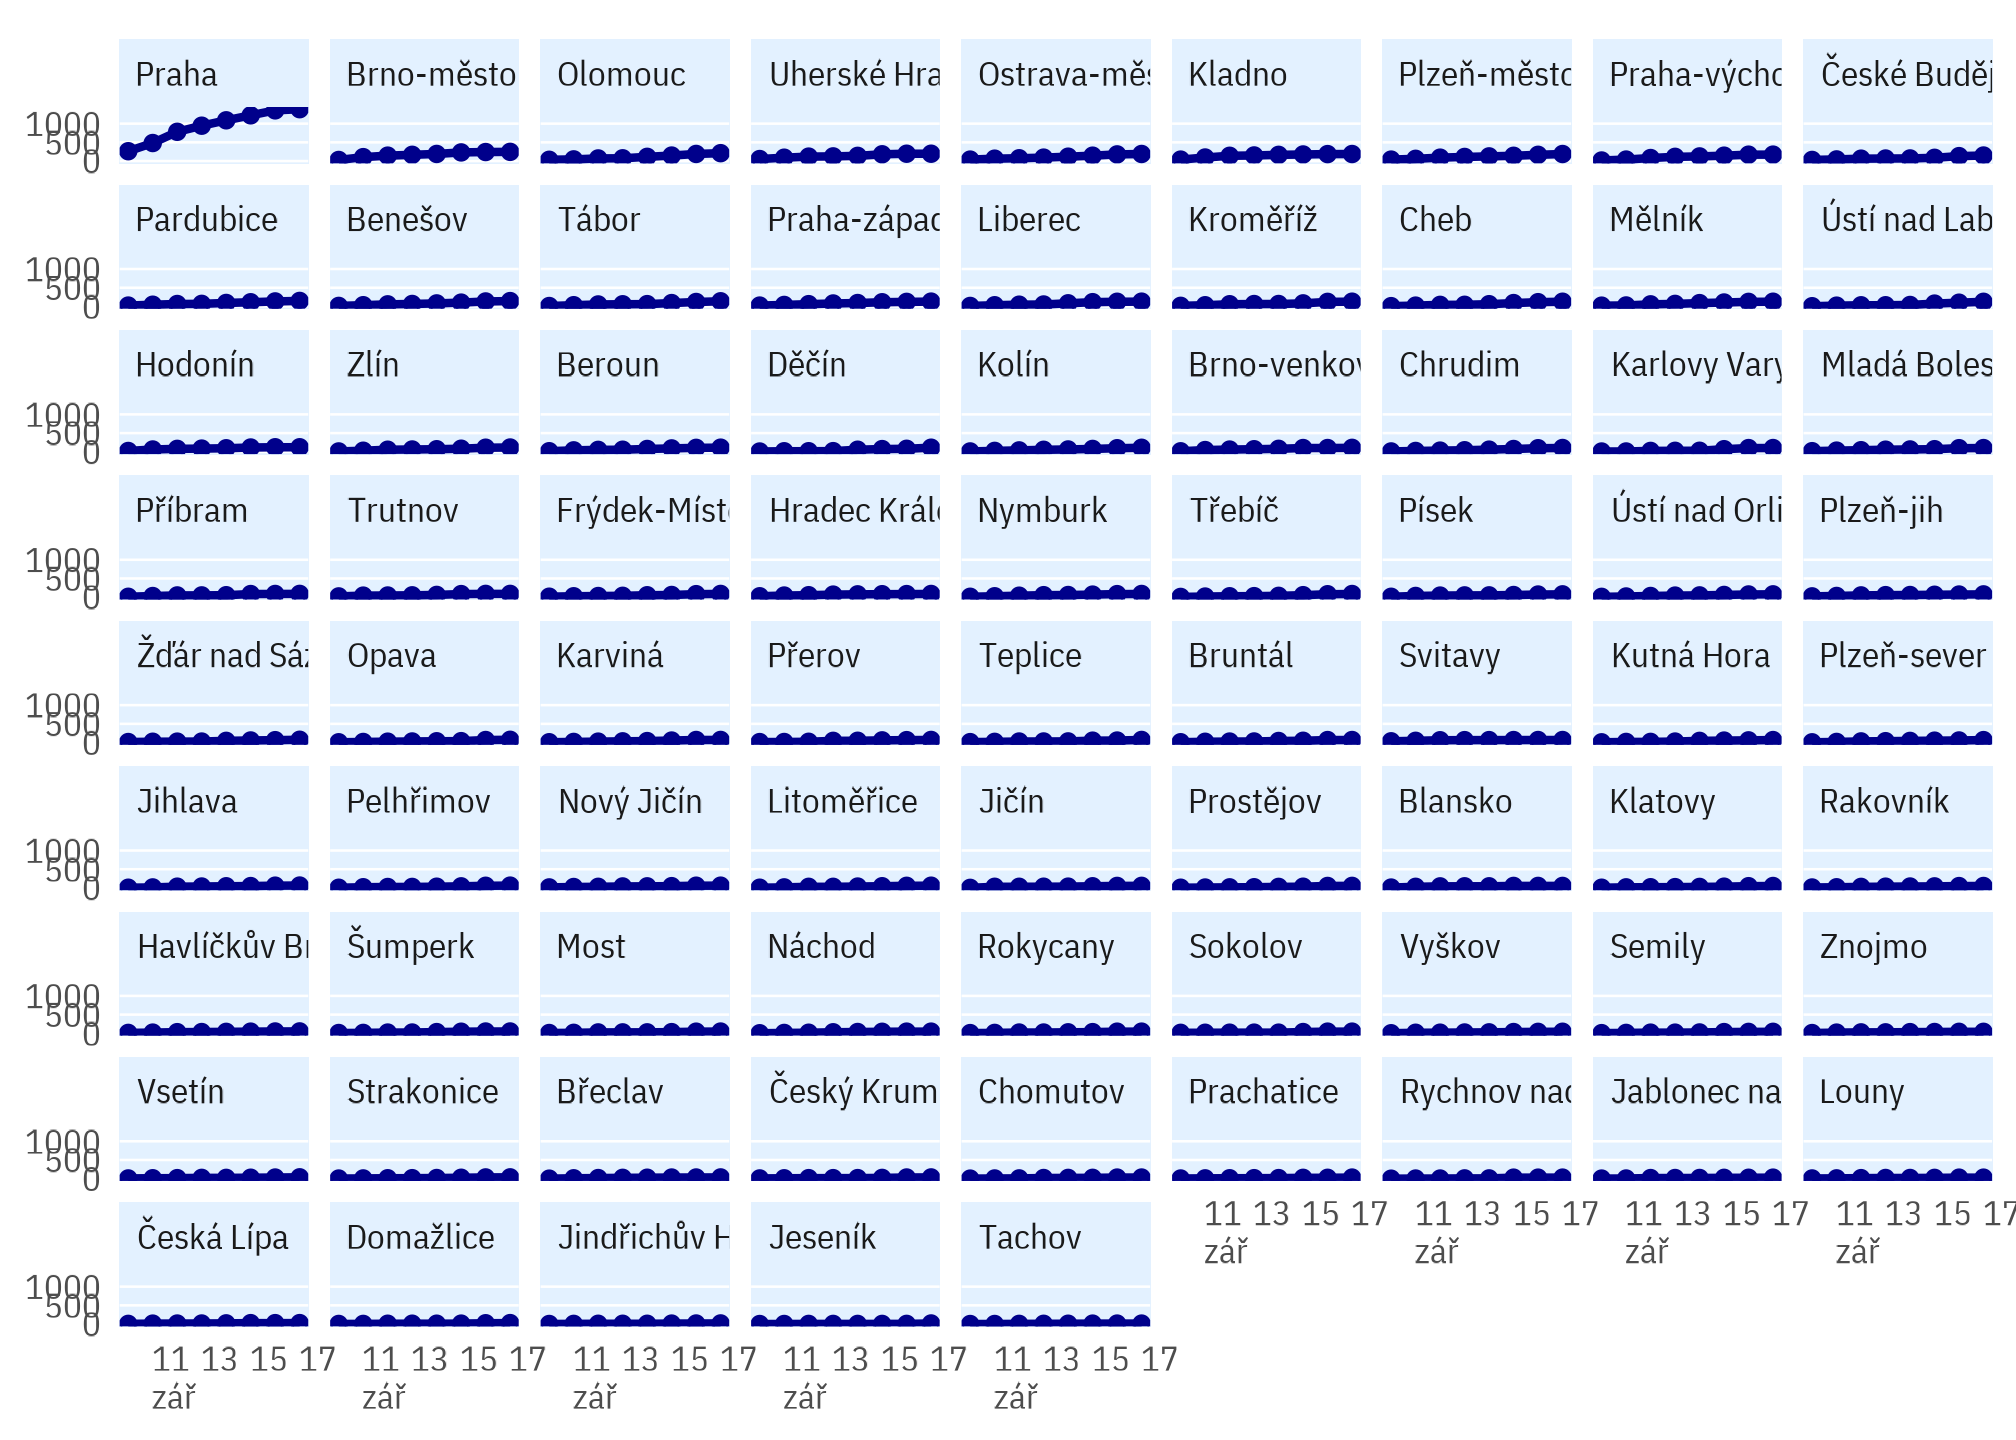 Praha Brno-město Olomouc Uherské Hra Ostrava-měs Kladno Plzeň-město Praha-výcho České Buděj
1000
500
0
Pardubice Benešov Tábor Praha-západ Liberec Kroměříž Cheb Mělník Ústí nad Lab
1000
500
0
Hodonín Zlín Beroun Děčín Kolín Brno-venkov Chrudim Karlovy Vary Mladá Boles
1000
500
0
Příbram Trutnov Frýdek-Míste Hradec Králo Nymburk Třebíč Písek Ústí nad Orli Plzeň-jih
1000
500
0
Žďár nad Sáz Opava Karviná Přerov Teplice Bruntál Svitavy Kutná Hora Plzeň-sever
1000
500
0
Jihlava Pelhřimov Nový Jičín Litoměřice Jičín Prostějov Blansko Klatovy Rakovník
1000
500
0
Havlíčkův Br Šumperk Most Náchod Rokycany Sokolov Vyškov Semily Znojmo
1000
500
0
Vsetín Strakonice Břeclav Český Krum Chomutov Prachatice Rychnov nad Jablonec na Louny
1000
500
0
11 13 15 17 11 13 15 17 11 13 15 17 11 13 15 17
zář zář zář zář
Česká Lípa Domažlice Jindřichův H Jeseník Tachov
1000
500
0
11 13 15 17 11 13 15 17 11 13 15 17 11 13 15 17 11 13 15 17
zář zář zář zář zář